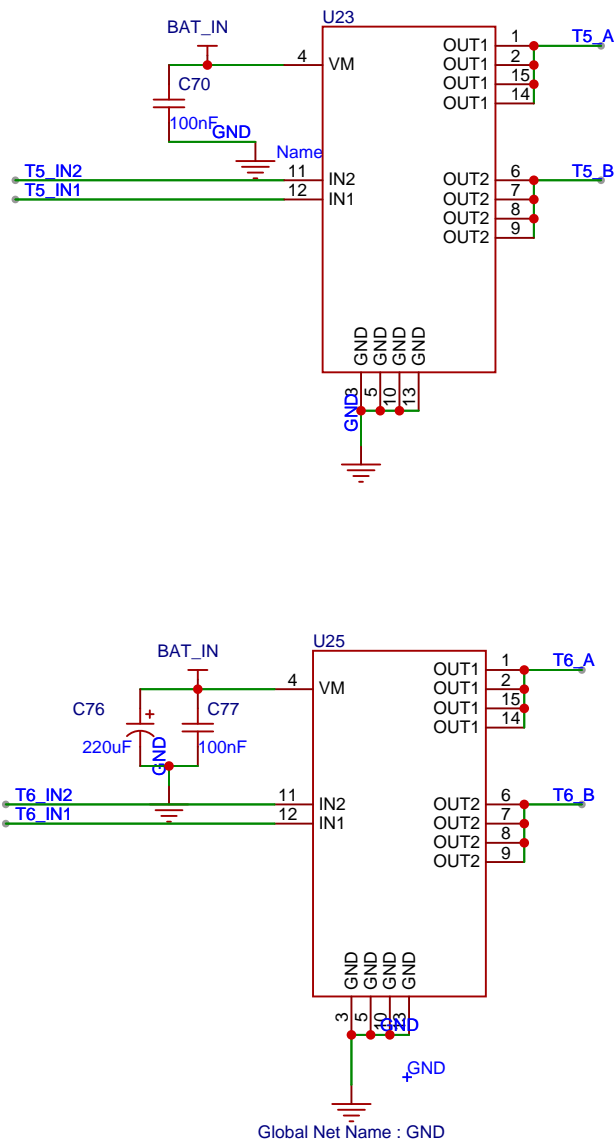 U23
BAT_IN
4 VM
C70
100nF
GND
Name
T5_IN2 11 IN2
T5_IN1 12 IN1
OUT1 1 T5_A
OUT1 2
OUT1 15
OUT1 14
OUT2 6 T5_B
OUT2 7
OUT2 8
OUT2 9
GND GND GND GND
3 5 10 13
GND
U25
BAT_IN
4 VM
C76 C77
220uF 100nF
GND
T6_IN2 11 IN2
T6_IN1 12 IN1
OUT1 1 T6_A
OUT1 2
OUT1 15
OUT1 14
OUT2 6 T6_B
OUT2 7
OUT2 8
OUT2 9
GND GND GND GND
3 5 10 13
GND
GND
Global Net Name : GND